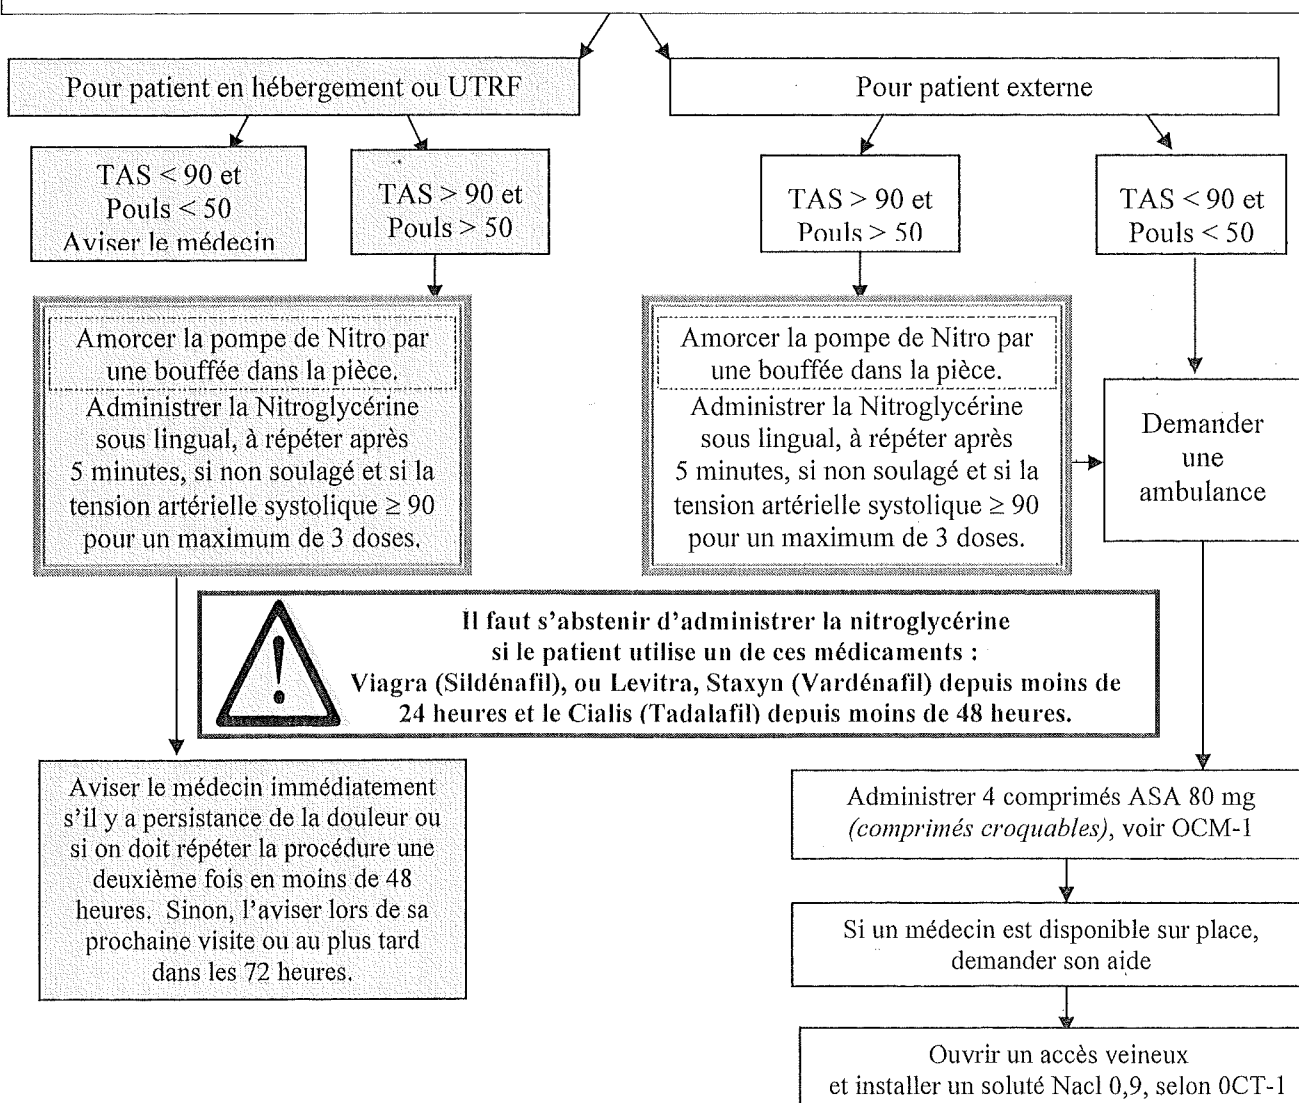 Pour patient en hébergement ou UTRF
Pour patient externe
TAS < 90 et
Pouls < 50
Aviser le médecin
TAS > 90 et
Pouls > 50
TAS > 90 et
Pouls > 50
TAS < 90 et
Pouls < 50
Amorcer la pompe de Nitro par
une bouffée dans la pièce.
Administrer la Nitroglycérine
sous lingual, à répéter après
5 minutes, si non soulagé et si la
tension artérielle systolique ≥ 90
pour un maximum de 3 doses.
Amorcer la pompe de Nitro par
une bouffée dans la pièce.
Administrer la Nitroglycérine
sous lingual, à répéter après
5 minutes, si non soulagé et si la
tension artérielle systolique ≥ 90
pour un maximum de 3 doses.
Demander
une
ambulance
!
Il faut s'abstenir d'administrer la nitroglycérine
si le patient utilise un de ces médicaments :
Viagra (Sildénafil), ou Levitra, Staxyn (Vardénafil) depuis moins de
24 heures et le Cialis (Tadalafil) depuis moins de 48 heures.
Aviser le médecin immédiatement
s'il y a persistance de la douleur ou
si on doit répéter la procédure une
deuxième fois en moins de 48
heures. Sinon, l'aviser lors de sa
prochaine visite ou au plus tard
dans les 72 heures.
Administrer 4 comprimés ASA 80 mg
(comprimés croquables), voir OCM-1
Si un médecin est disponible sur place,
demander son aide
Ouvrir un accès veineux
et installer un soluté Nacl 0,9, selon 0CT-1